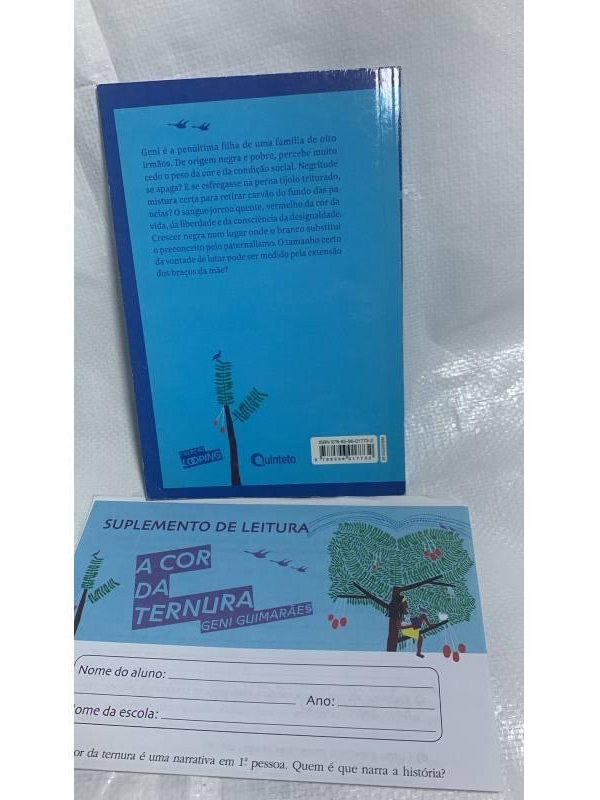 Geni é a penúltima filha de uma família de oito
irmãos. De origem negra e pobre, percebe muito
cedo o peso da cor e da condição social. Negritude
se apaga? E se esfregasse na perna tijolo triturado,
mistura certa para retirar carvão do fundo das pa-
nelas? O sangue jorvou quente, vermelho da cor da
vida, da liberdade e da consciência da desigualdade.
Crescer negra num lugar onde o branco substitui
o preconceito pelo paternalismo. O tamanho certo
da vontade de lutar pode ser medido pela extensão
dos braços da mãe?
LOOPING
Quinteto
SUPLEMENTO DE LEITURA
A COR
DA
TERNURA
GENI GUIMARÃES
Nome do aluno:
Ano:
ome da escola:
or da ternura é uma narrativa em 1ª pessoa. Quem é que narra a história?